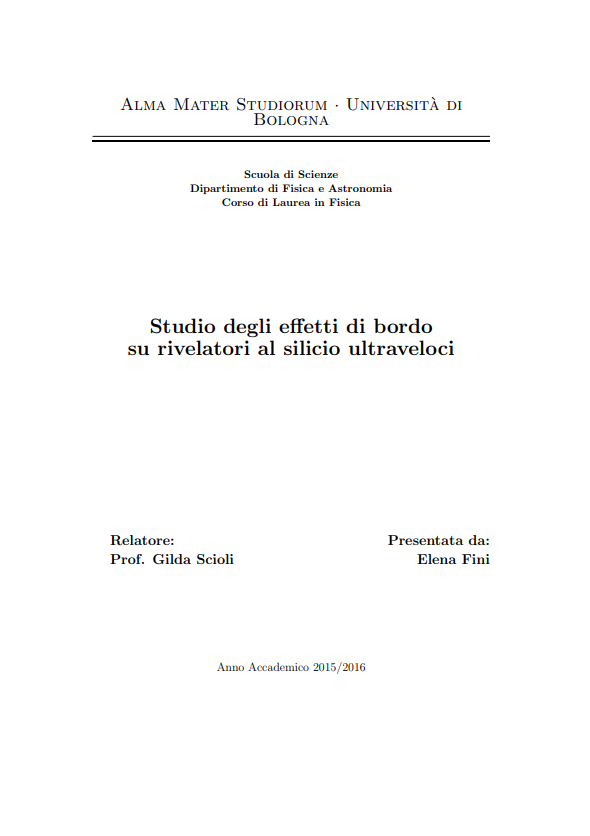 Alma Mater Studiorum · Università di
Bologna
Scuola di Scienze
Dipartimento di Fisica e Astronomia
Corso di Laurea in Fisica
Studio degli effetti di bordo
su rivelatori al silicio ultraveloci
Relatore:
Prof. Gilda Scioli
Presentata da:
Elena Fini
Anno Accademico 2015/2016